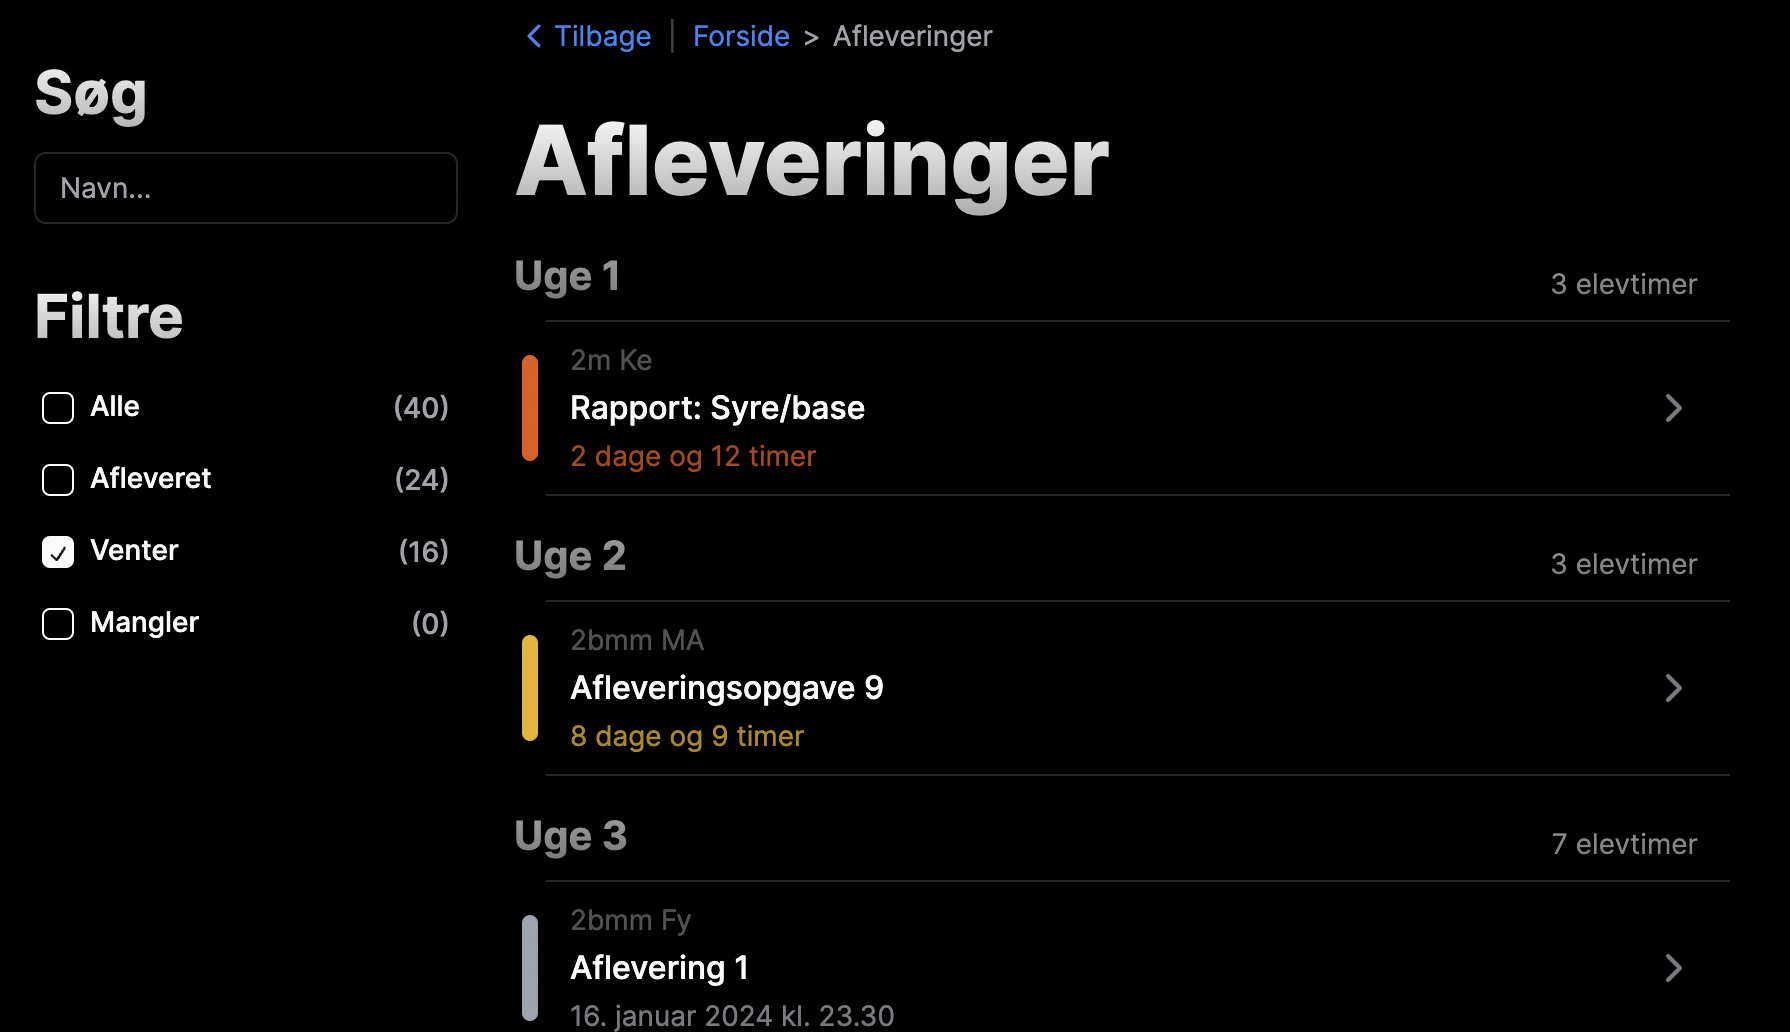 Tilbage | Forside > Afleveringer
Søg
Navn...
Filtre
Alle (40)
Afleveret (24)
Venter (16)
Mangler (0)
Afleveringer
Uge 1 3 elevtimer
2m Ke
Rapport: Syre/base
2 dage og 12 timer
Uge 2 3 elevtimer
2bmm MA
Afleveringsopgave 9
8 dage og 9 timer
Uge 3 7 elevtimer
2bmm Fy
Aflevering 1
16. januar 2024 kl. 23.30